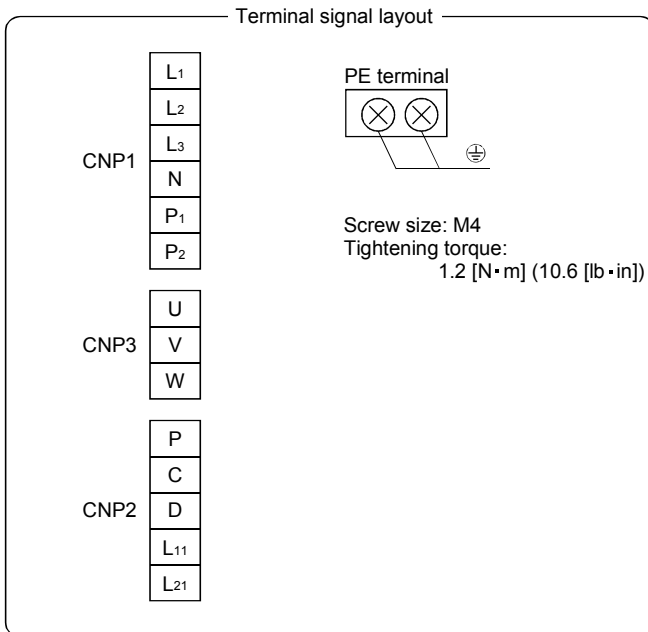 Terminal signal layout
CNP1
L1
L2
L3
N
P1
P2
PE terminal
Screw size: M4
Tightening torque:
1.2 [N▪m] (10.6 [lb▪in])
CNP3
U
V
W
CNP2
P
C
D
L11
L21